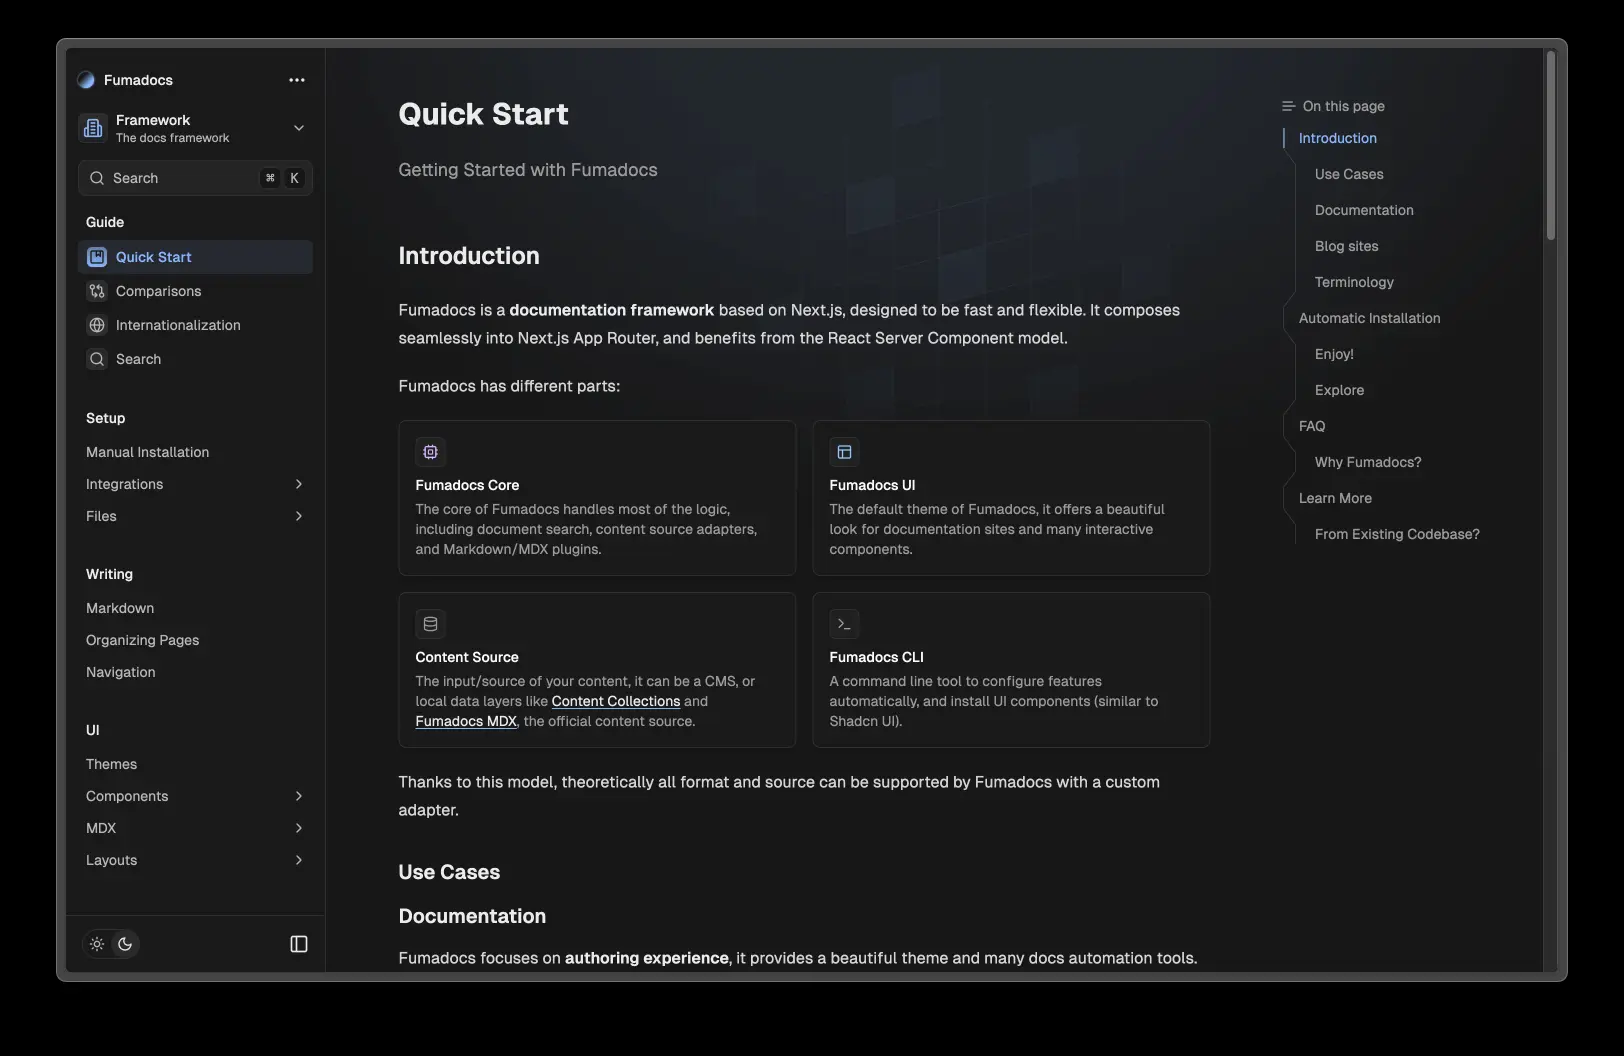 Fumadocs
Framework
The docs framework
Search
⌘ K
Guide
Quick Start
Comparisons
Internationalization
Search
Setup
Manual Installation
Integrations
Files
Writing
Markdown
Organizing Pages
Navigation
UI
Themes
Components
MDX
Layouts
Quick Start
Getting Started with Fumadocs
Introduction
Fumadocs is a documentation framework based on Next.js, designed to be fast and flexible. It composes
seamlessly into Next.js App Router, and benefits from the React Server Component model.
Fumadocs has different parts:
Fumadocs Core
The core of Fumadocs handles most of the logic,
including document search, content source adapters,
and Markdown/MDX plugins.
Fumadocs UI
The default theme of Fumadocs, it offers a beautiful
look for documentation sites and many interactive
components.
Content Source
The input/source of your content, it can be a CMS, or
local data layers like Content Collections and
Fumadocs MDX, the official content source.
Fumadocs CLI
A command line tool to configure features
automatically, and install UI components (similar to
Shadcn UI).
Thanks to this model, theoretically all format and source can be supported by Fumadocs with a custom
adapter.
Use Cases
Documentation
Fumadocs focuses on authoring experience, it provides a beautiful theme and many docs automation tools.
On this page
Introduction
Use Cases
Documentation
Blog sites
Terminology
Automatic Installation
Enjoy!
Explore
FAQ
Why Fumadocs?
Learn More
From Existing Codebase?